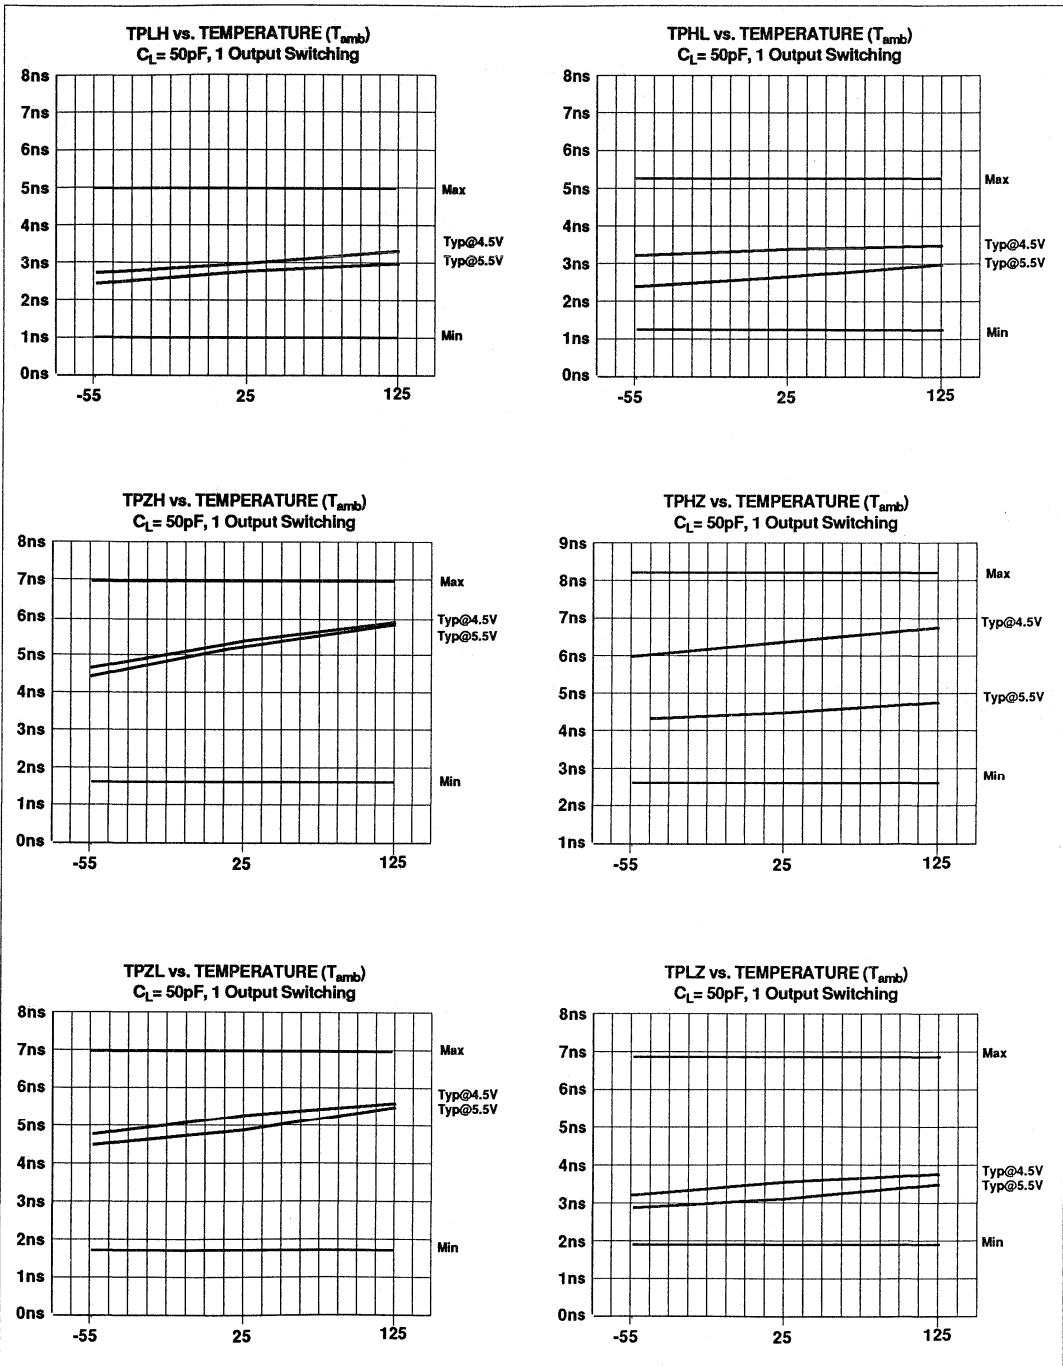 TPLH vs. TEMPERATURE (Tamb)
CL= 50pF, 1 Output Switching
8ns
7ns
6ns
5ns
4ns
3ns
2ns
1ns
0ns
-55
25
125
Max
Typ@4.5V
Typ@5.5V
Min
TPHL vs. TEMPERATURE (Tamb)
CL= 50pF, 1 Output Switching
8ns
7ns
6ns
5ns
4ns
3ns
2ns
1ns
0ns
-55
25
125
Max
Typ@4.5V
Typ@5.5V
Min
TPZH vs. TEMPERATURE (Tamb)
CL= 50pF, 1 Output Switching
8ns
7ns
6ns
5ns
4ns
3ns
2ns
1ns
0ns
-55
25
125
Max
Typ@4.5V
Typ@5.5V
Min
TPHZ vs. TEMPERATURE (Tamb)
CL= 50pF, 1 Output Switching
9ns
8ns
7ns
6ns
5ns
4ns
3ns
2ns
1ns
-55
25
125
Max
Typ@4.5V
Typ@5.5V
Min
TPZL vs. TEMPERATURE (Tamb)
CL= 50pF, 1 Output Switching
8ns
7ns
6ns
5ns
4ns
3ns
2ns
1ns
0ns
-55
25
125
Max
Typ@4.5V
Typ@5.5V
Min
TPLZ vs. TEMPERATURE (Tamb)
CL= 50pF, 1 Output Switching
8ns
7ns
6ns
5ns
4ns
3ns
2ns
1ns
0ns
-55
25
125
Max
Typ@4.5V
Typ@5.5V
Min